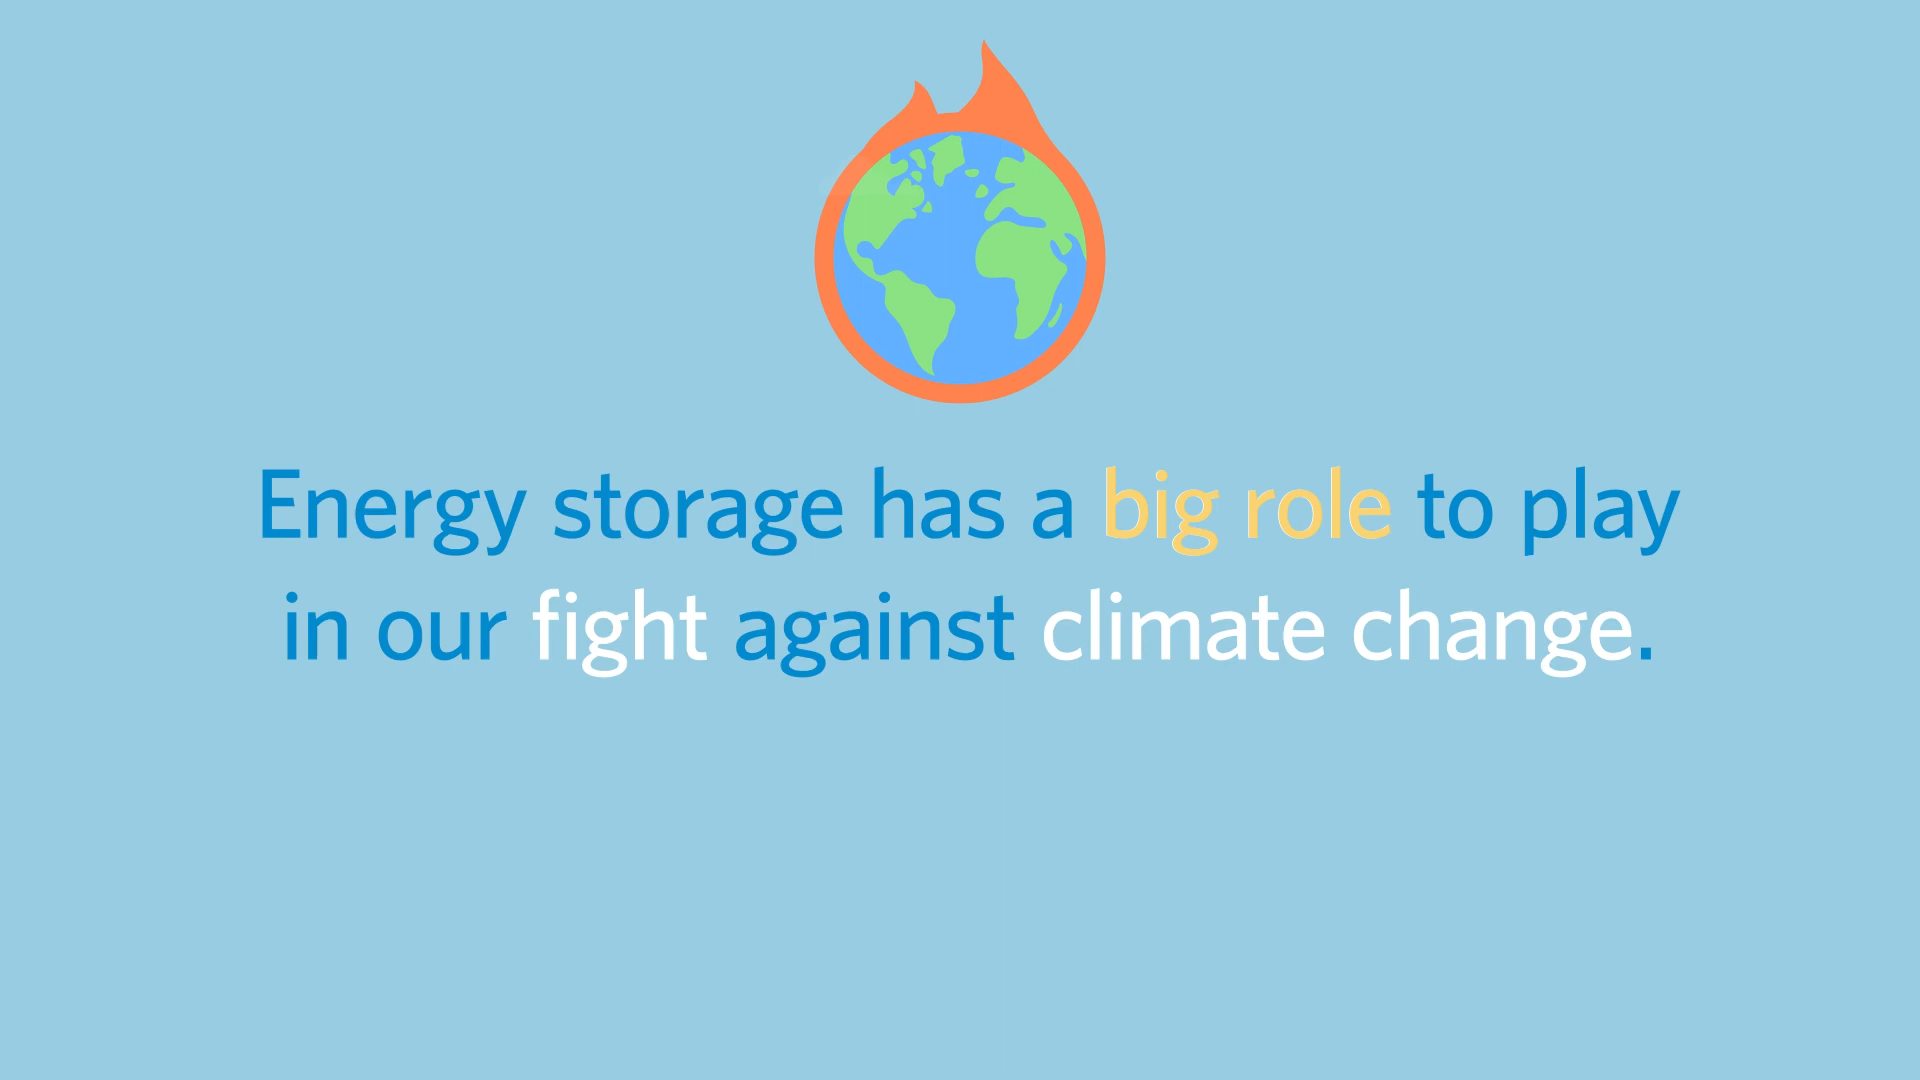 Energy storage has a big role to play
in our fight against climate change.